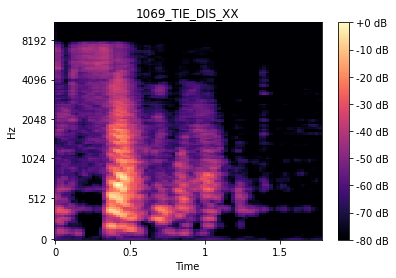 1069_TIE_DIS_XX
+0 dB
8192
-10 dB
4096
-20 dB
-30 dB
2048
Hz
-40 dB
1024
-50 dB
512
-60 dB
-70 dB
0
-80 dB
0
0.5
1
1.5
Time